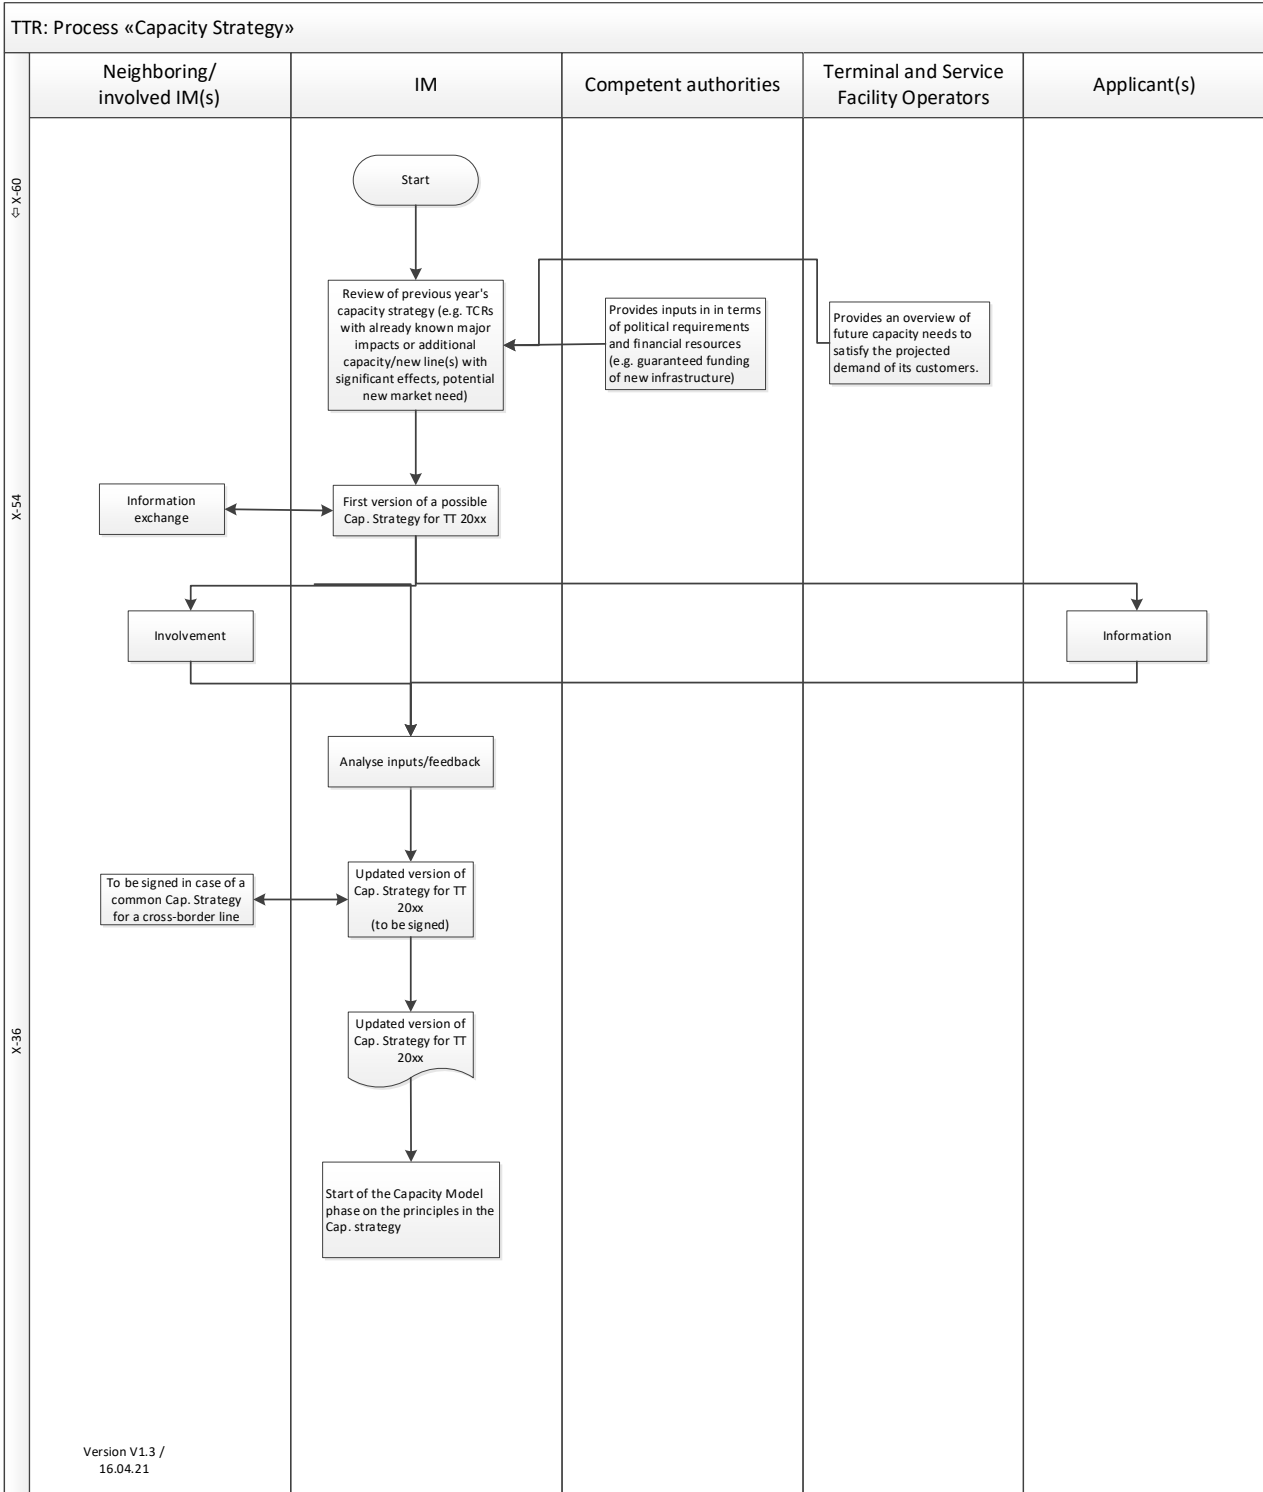 TTR: Process «Capacity Strategy»
Neighboring/
involved IM(s)
IM
Competent authorities
Terminal and Service
Facility Operators
Applicant(s)
⇦ X-60
Start
Review of previous year's
capacity strategy (e.g. TCRs
with already known major
impacts or additional
capacity/new line(s) with
significant effects, potential
new market need)
Provides inputs in in terms
of political requirements
and financial resources
(e.g. guaranteed funding
of new infrastructure)
Provides an overview of
future capacity needs to
satisfy the projected
demand of its customers.
X-54
Information
exchange
First version of a possible
Cap. Strategy for TT 20xx
Involvement
Information
Analyse inputs/feedback
To be signed in case of a
common Cap. Strategy
for a cross-border line
Updated version of
Cap. Strategy for TT
20xx
(to be signed)
X-36
Updated version of
Cap. Strategy for TT
20xx
Start of the Capacity Model
phase on the principles in the
Cap. strategy
Version V1.3 /
16.04.21